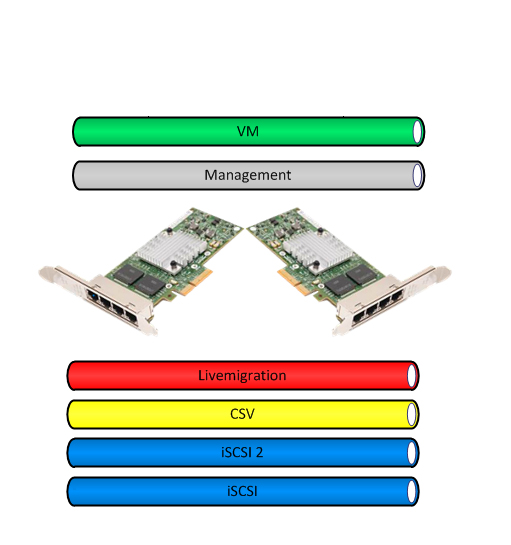 VM
Management
Livemigration
CSV
iSCSI 2
iSCSI